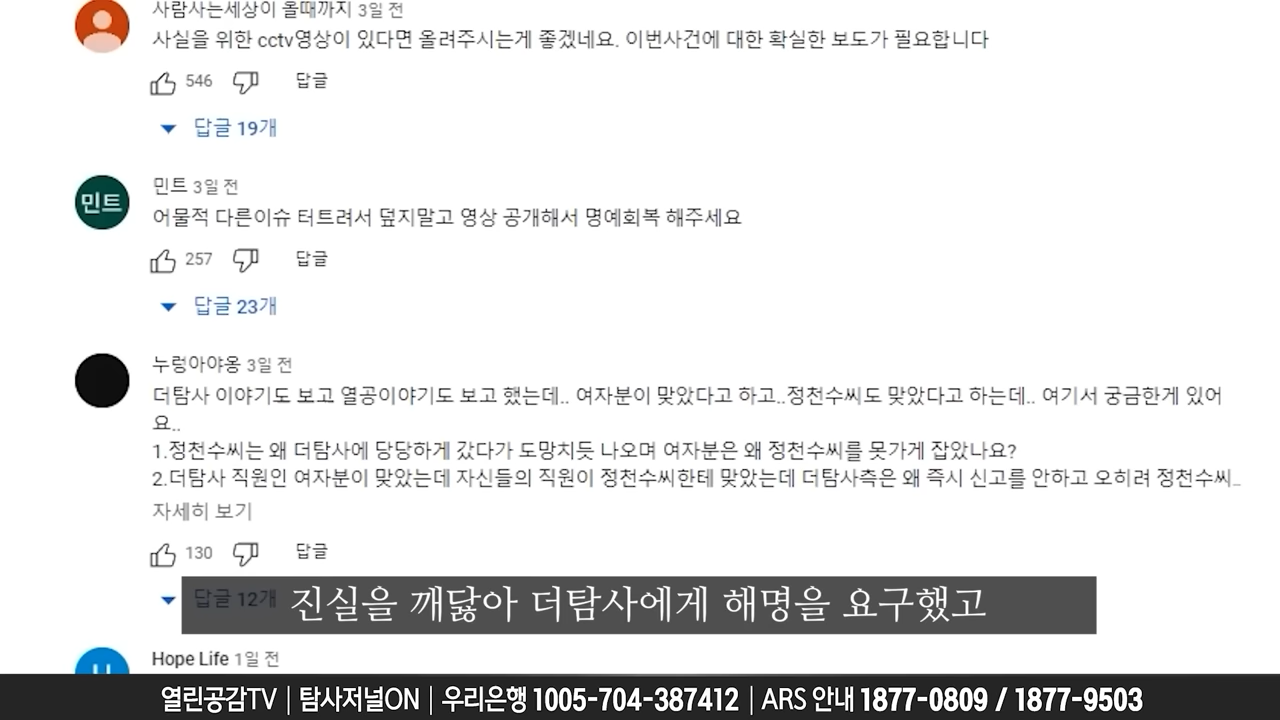 사람사는세상이 올때까지 3일 전
사실을 위한 cctv영상이 있다면 올려주시는게 좋겠네요. 이번사건에 대한 확실한 보도가 필요합니다
546 답글
답글 19개
민트
민트 3일 전
어물적 다른이슈 터트려서 덮지말고 영상 공개해서 명예회복 해주세요
257 답글
답글 23개
누렁아야옹 3일 전
더탐사 이야기도 보고 열공이야기도 보고 했는데.. 여자분이 맞았다고 하고..정천수씨도 맞았다고 하는데.. 여기서 궁금한게 있어
요..
1.정천수씨는 왜 더탐사에 당당하게 갔다가 도망치듯 나오며 여자분은 왜 정천수씨를 못가게 잡았나요?
2.더탐사 직원인 여자분이 맞았는데 자신들의 직원이 정천수씨한테 맞았는데 더탐사측은 왜 즉시 신고를 안하고 오히려 정천수씨...
자세히 보기
130 답글
답글 12개
진실을 깨닳아 더탐사에게 해명을 요구했고
Hope Life 1일 전
열린공감TV | 탐사저널ON | 우리은행 1005-704-387412 | ARS 안내 1877-0809 / 1877-9503